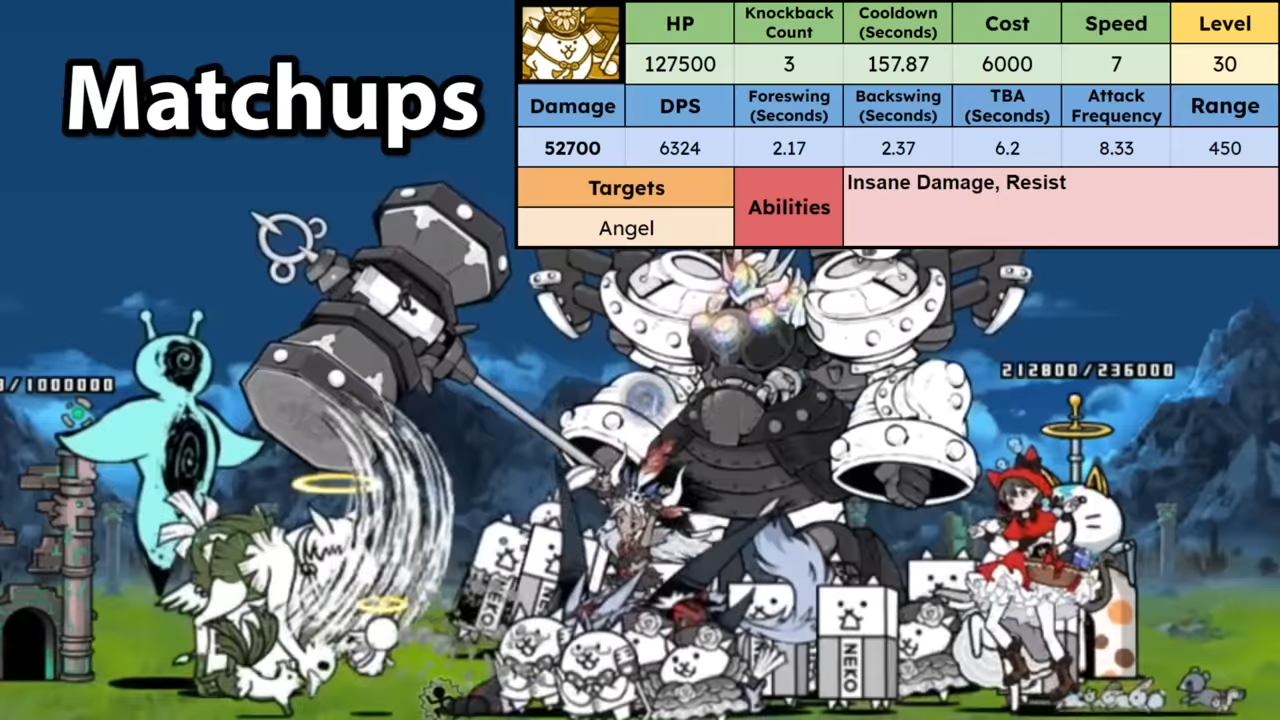 Matchups
HP
Knockback Count
Cooldown (Seconds)
Cost
Speed
Level
127500
3
157.87
6000
7
30
Damage
DPS
Foreswing (Seconds)
Backswing (Seconds)
TBA (Seconds)
Attack Frequency
Range
52700
6324
2.17
2.37
6.2
8.33
450
Targets
Abilities
Insane Damage, Resist
Angel
/1000000
212800/236000
NEKO
NEKO